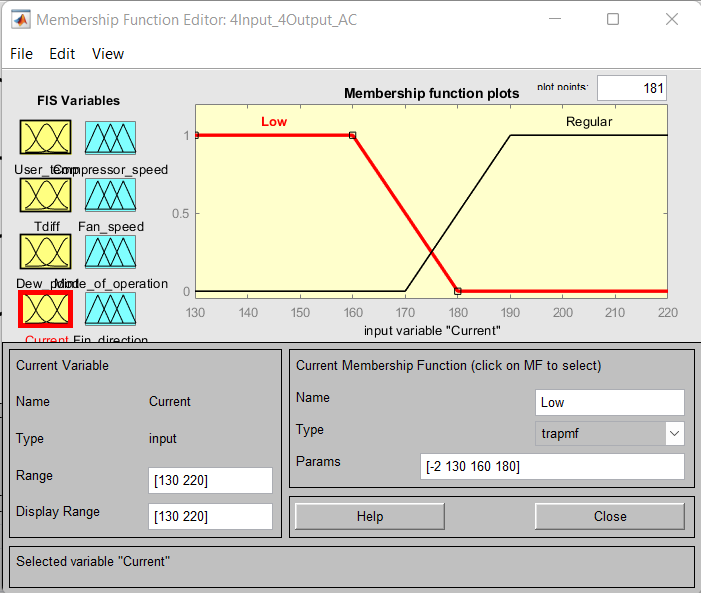 Membership Function Editor: 4Input_4Output_AC
File Edit View
FIS Variables
User_temp Compressor_speed
Tdiff Fan_speed
Dew_point Mode_of_operation
Current Fin_direction
Membership function plots
plot points: 181
Low Regular
1
0.5
0
130 140 150 160 170 180 190 200 210 220
input variable "Current"
Current Variable
Name Current
Type input
Range [130 220]
Display Range [130 220]
Current Membership Function (click on MF to select)
Name Low
Type trapmf
Params [-2 130 160 180]
Help Close
Selected variable "Current"